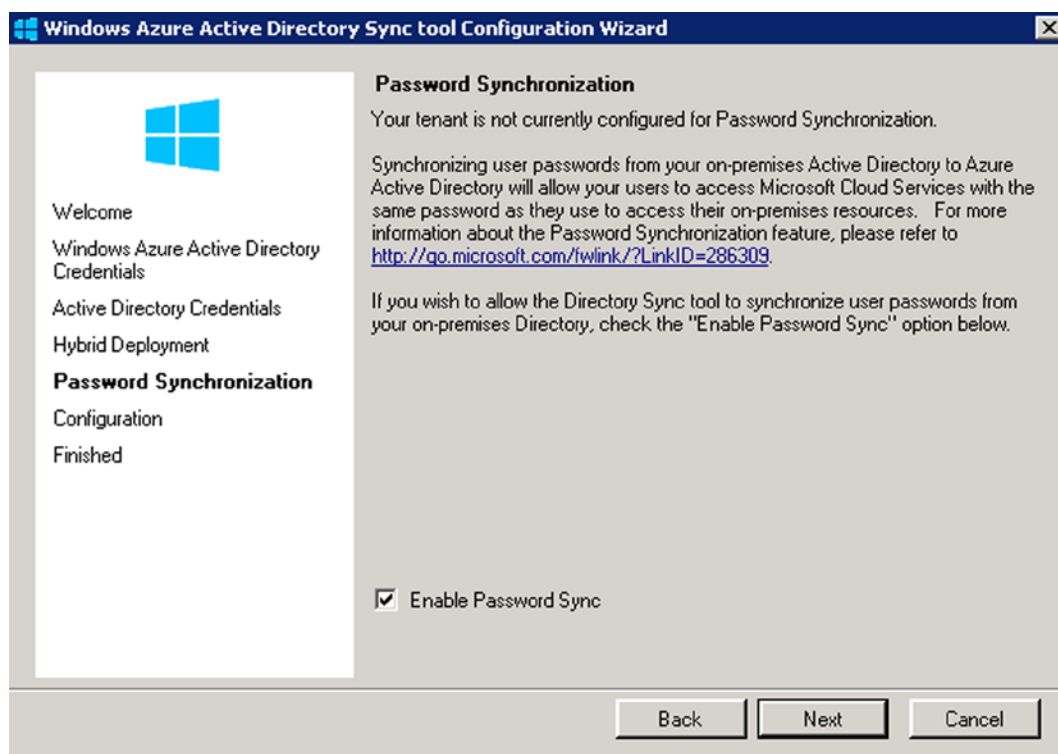 Windows Azure Active Directory Sync tool Configuration Wizard
Welcome
Windows Azure Active Directory
Credentials
Active Directory Credentials
Hybrid Deployment
Password Synchronization
Configuration
Finished
Password Synchronization
Your tenant is not currently configured for Password Synchronization.
Synchronizing user passwords from your on-premises Active Directory to Azure
Active Directory will allow your users to access Microsoft Cloud Services with the
same password as they use to access their on-premises resources. For more
information about the Password Synchronization feature, please refer to
http://go.microsoft.com/fwlink/?LinkID=286309.
If you wish to allow the Directory Sync tool to synchronize user passwords from
your on-premises Directory, check the "Enable Password Sync" option below.
Enable Password Sync
Back
Next
Cancel